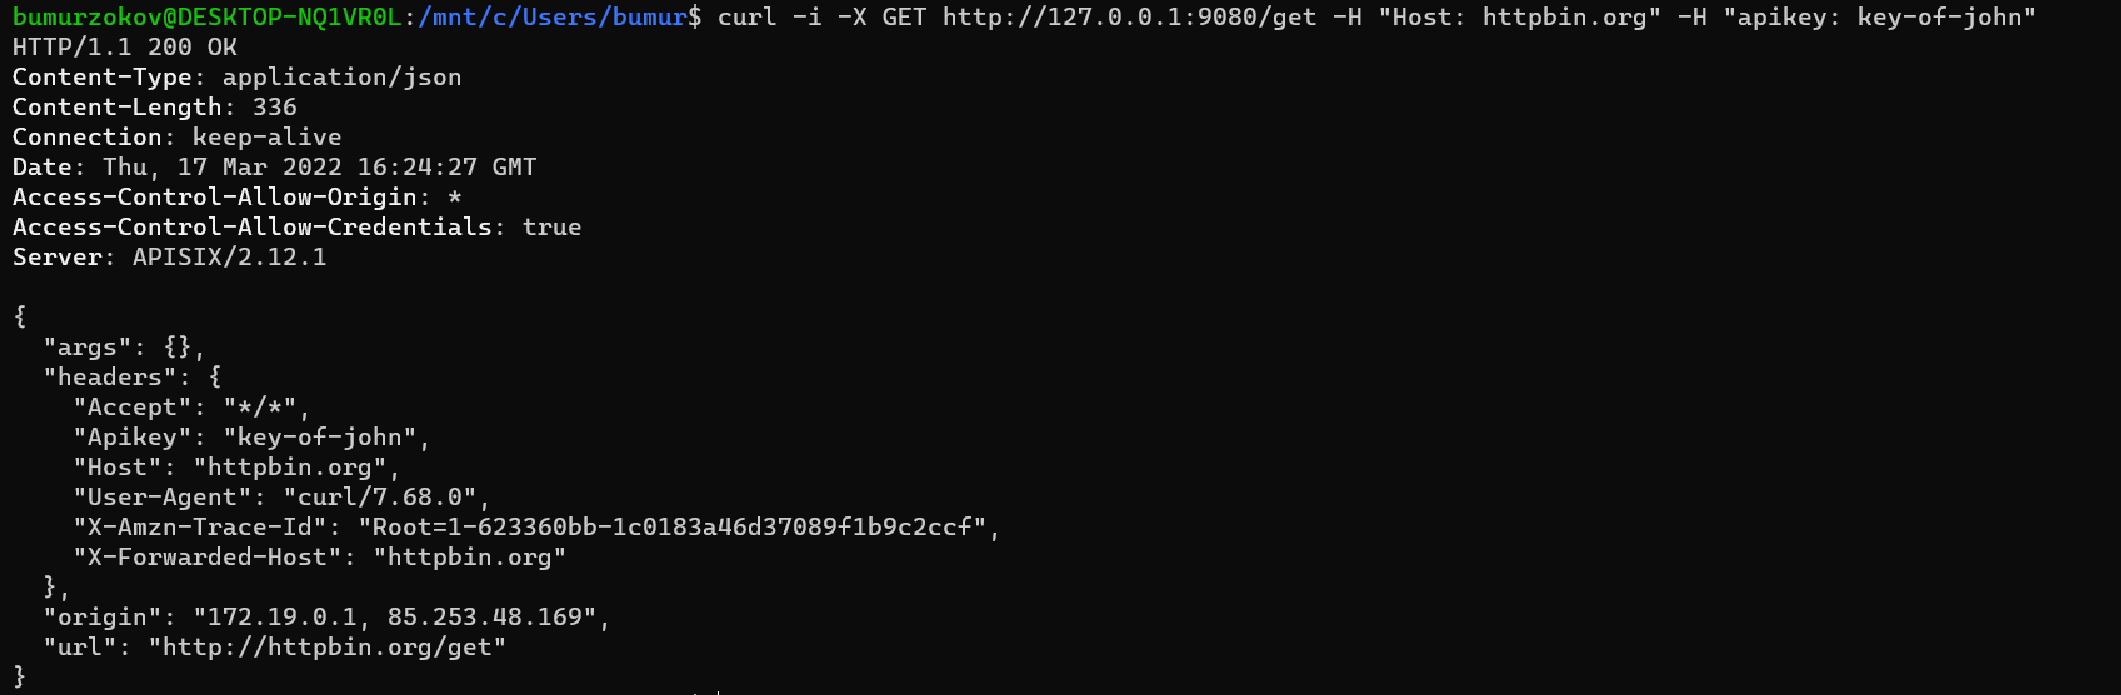 bumurzokov@DESKTOP-NQ1VR0L:/mnt/c/Users/bumur$ curl -i -X GET http://127.0.0.1:9080/get -H "Host: httpbin.org" -H "apikey: key-of-john"
HTTP/1.1 200 OK
Content-Type: application/json
Content-Length: 336
Connection: keep-alive
Date: Thu, 17 Mar 2022 16:24:27 GMT
Access-Control-Allow-Origin: *
Access-Control-Allow-Credentials: true
Server: APISIX/2.12.1

{
  "args": {},
  "headers": {
    "Accept": "*/*",
    "Apikey": "key-of-john",
    "Host": "httpbin.org",
    "User-Agent": "curl/7.68.0",
    "X-Amzn-Trace-Id": "Root=1-623360bb-1c0183a46d37089f1b9c2ccf",
    "X-Forwarded-Host": "httpbin.org"
  },
  "origin": "172.19.0.1, 85.253.48.169",
  "url": "http://httpbin.org/get"
}